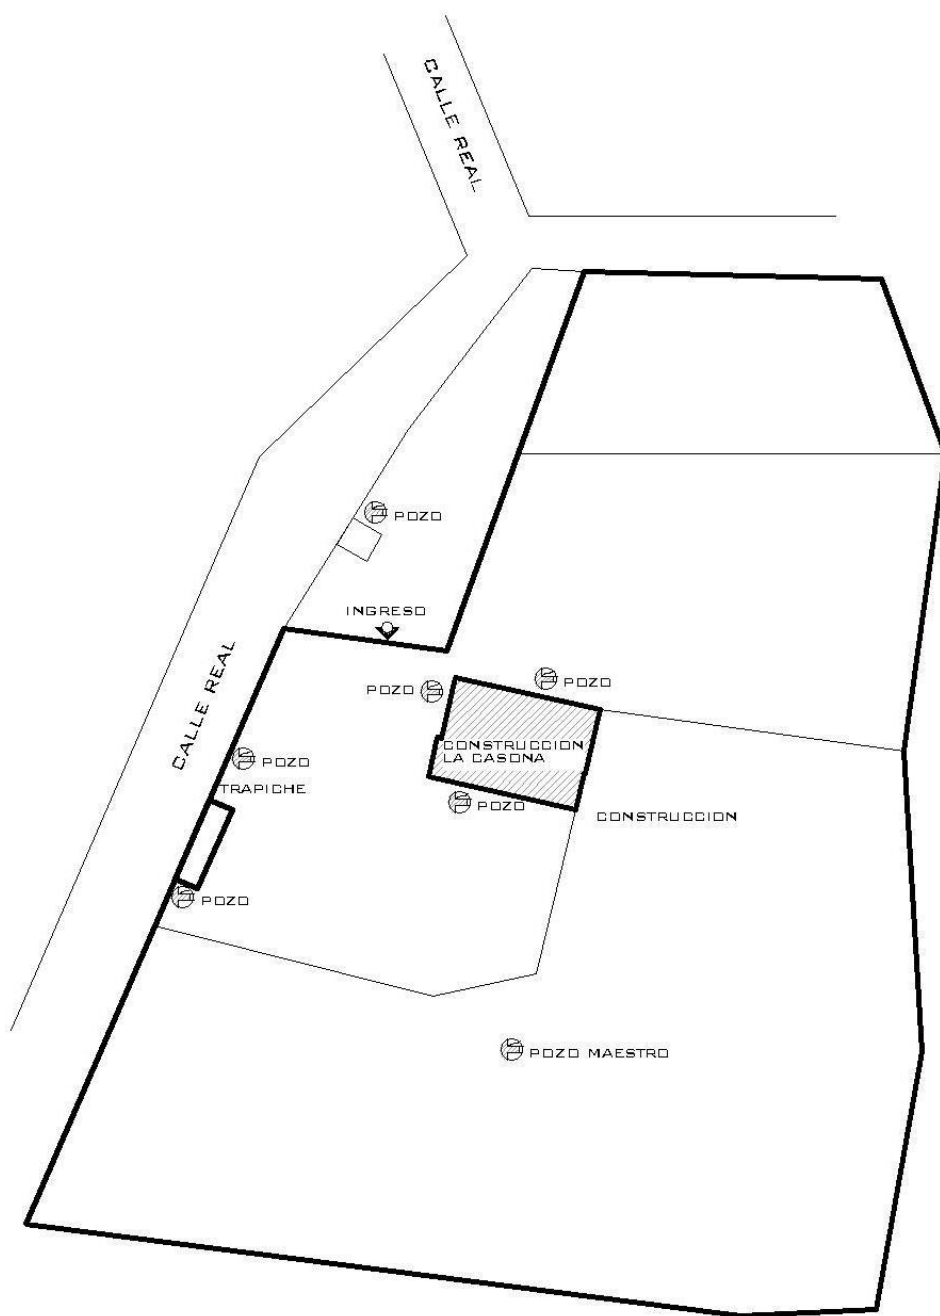 CALLE REAL
POZO
INGRESO
CALLE REAL
POZO
POZO
CONSTRUCCION
LA CASONA
POZO
TRAPICHE
POZO
CONSTRUCCION
POZO
POZO MAESTRO